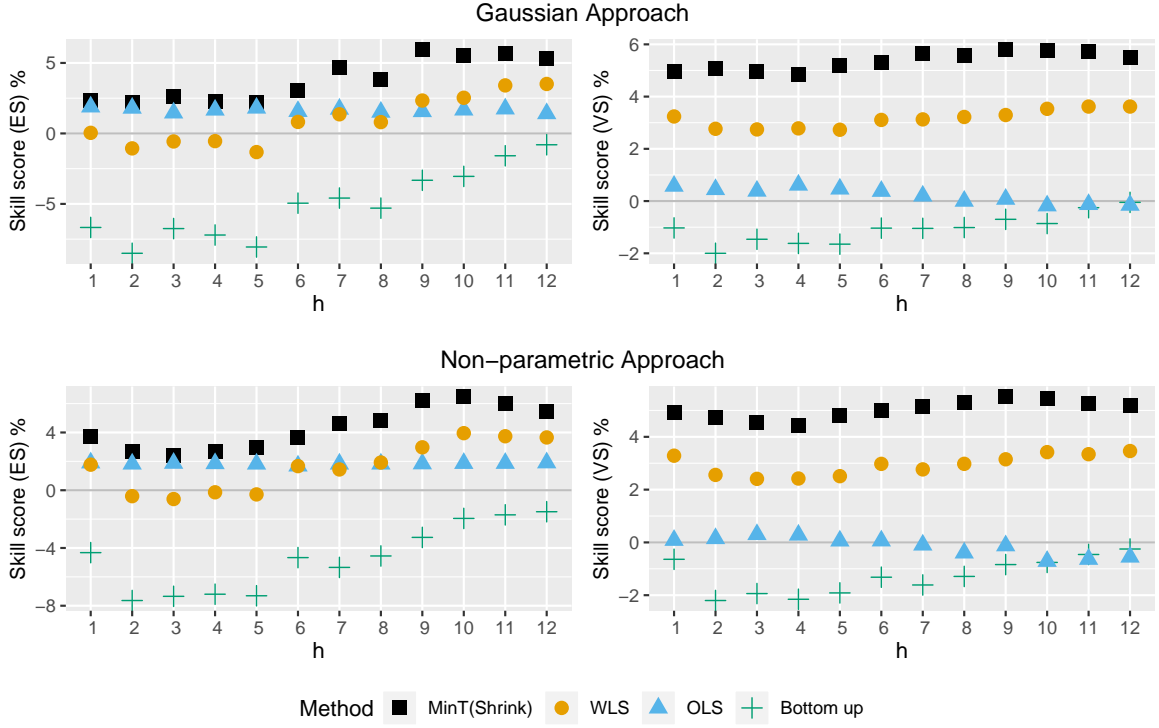 Gaussian Approach
Skill score (ES) %
5
0
−5
1 2 3 4 5 6 7 8 9 10 11 12
h
Skill score (VS) %
6
4
2
0
−2
1 2 3 4 5 6 7 8 9 10 11 12
h
Non−parametric Approach
Skill score (ES) %
4
0
−4
−8
1 2 3 4 5 6 7 8 9 10 11 12
h
Skill score (VS) %
4
2
0
−2
1 2 3 4 5 6 7 8 9 10 11 12
h
Method MinT(Shrink) WLS OLS Bottom up